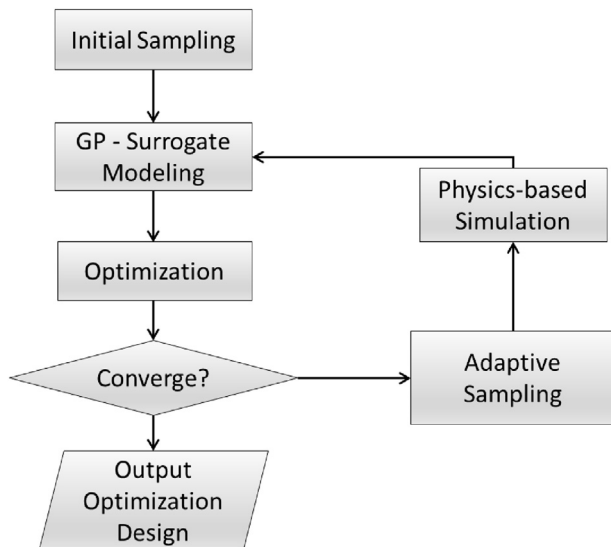 Initial Sampling
GP - Surrogate
Modeling
Physics-based
Simulation
Optimization
Converge?
Adaptive
Sampling
Output
Optimization
Design